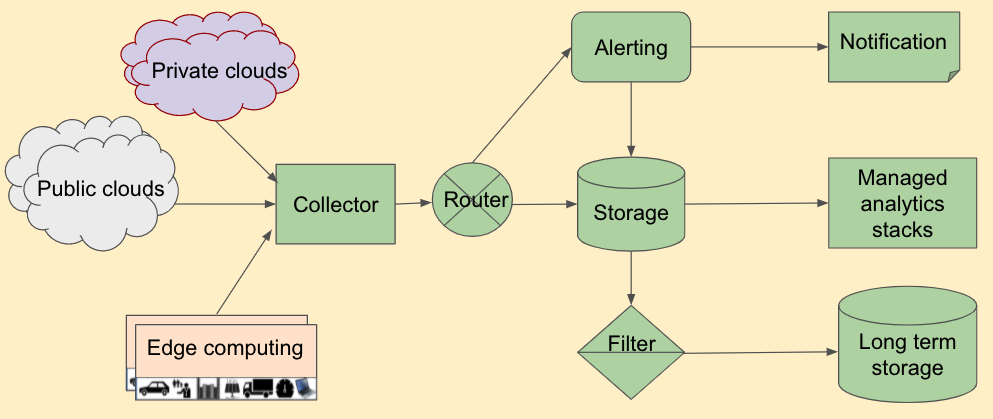 Private clouds
Public clouds
Edge computing
Collector
Router
Alerting
Notification
Storage
Managed
analytics
stacks
Filter
Long term
storage